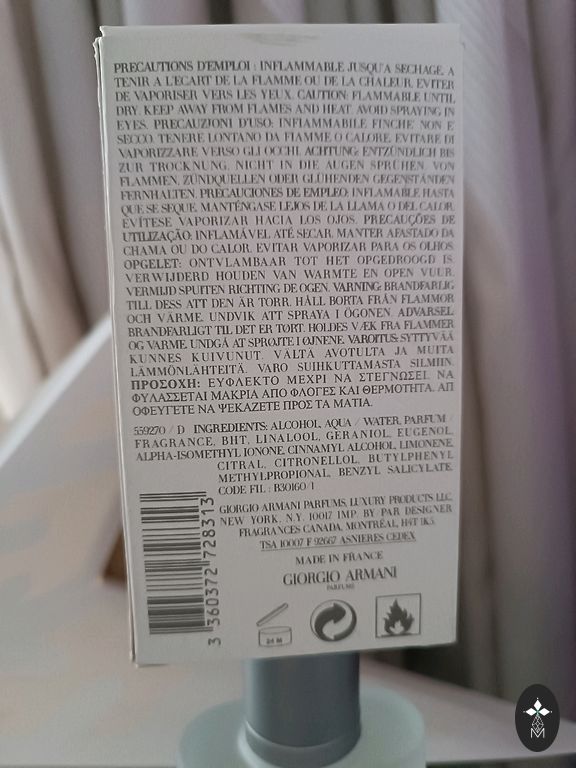 PRECAUTIONS D'EMPLOI : INFLAMMABLE JUSQU'A SECHAGE. A
TENIR A L'ECART DE LA FLAMME OU DE LA CHALEUR. EVITER
DE VAPORISER VERS LES YEUX. CAUTION: FLAMMABLE UNTIL
DRY. KEEP AWAY FROM FLAMES AND HEAT. AVOID SPRAYING IN
EYES. PRECAUZIONI D'USO: INFIAMMABILE FINCHE NON E'
SECCO. TENERE LONTANO DA FIAMME O CALORE. EVITARE DI
VAPORIZZARE VERSO GLI OCCHI. ACHTUNG: ENTZÜNDLICH BIS
ZUR TROCKNUNG. NICHT IN DIE AUGEN SPRÜHEN. VON
FLAMMEN, ZÜNDQUELLEN ODER GLÜHENDEN GEGENSTÄNDEN
FERNHALTEN. PRECAUCIONES DE EMPLEO: INFLAMABLE HASTA
QUE SE SEQUE. MANTÉNGASE LEJOS DE LA LLAMA O DEL CALOR.
EVÍTESE VAPORIZAR HACIA LOS OJOS. PRECAUÇÕES DE
UTILIZAÇÃO: INFLAMÁVEL ATÉ SECAR. MANTER AFASTADO DA
CHAMA OU DO CALOR. EVITAR VAPORIZAR PARA OS OLHOS.
OPGELET: ONTVLAMBAAR TOT HET OPGEDROOGD IS.
VERWIJDERD HOUDEN VAN WARMTE EN OPEN VUUR.
VERMIJD SPUITEN RICHTING DE OGEN. VARNING: BRANDFARLIG
TILL DESS ATT DEN ÄR TORR. HÅLL BORTA FRÅN FLAMMOR
OCH VÄRME. UNDVIK ATT SPRAYA I ÖGONEN. ADVARSEL
BRANDFARLIGT TIL DET ER TØRT. HOLDES VÆK FRA FLAMMER
OG VARME. UNDGÅ AT SPRØJTE I ØJNENE. VAROITUS: SYTTYVÄÄ
KUNNES KUIVUNUT. VÄLTÄ AVOTULTA JA MUITA
LÄMMÖNLÄHTEITÄ. VARO SUIHKUTTAMASTA SILMIIN.
ΠΡΟΣΟΧΗ: ΕΥΦΛΕΚΤΟ ΜΕΧΡΙ ΝΑ ΣΤΕΓΝΩΣΕΙ. ΝΑ
ΦΥΛΑΣΣΕΤΑΙ ΜΑΚΡΙΑ ΑΠΟ ΦΛΟΓΕΣ ΚΑΙ ΘΕΡΜΟΤΗΤΑ. ΑΠ
ΟΦΕΥΓΕΤΕ ΝΑ ΨΕΚΑΖΕΤΕ ΠΡΟΣ ΤΑ ΜΑΤΙΑ.
559270 / D INGREDIENTS: ALCOHOL, AQUA / WATER, PARFUM /
FRAGRANCE, BHT, LINALOOL, GERANIOL, EUGENOL,
ALPHA-ISOMETHYL IONONE, CINNAMYL ALCOHOL, LIMONENE,
CITRAL, CITRONELLOL, BUTYLPHENYL
METHYLPROPIONAL, BENZYL SALICYLATE.
CODE FIL : B30160/1
GIORGIO ARMANI PARFUMS, LUXURY PRODUCTS LLC,
NEW YORK, N.Y. 10017 IMP. BY PAR DESIGNER
FRAGRANCES CANADA, MONTRÉAL, H4T 1K5.
TSA 10007 F 92667 ASNIERES CEDEX
MADE IN FRANCE
GIORGIO ARMANI
PARFUMS
3 360372 728313
24 M